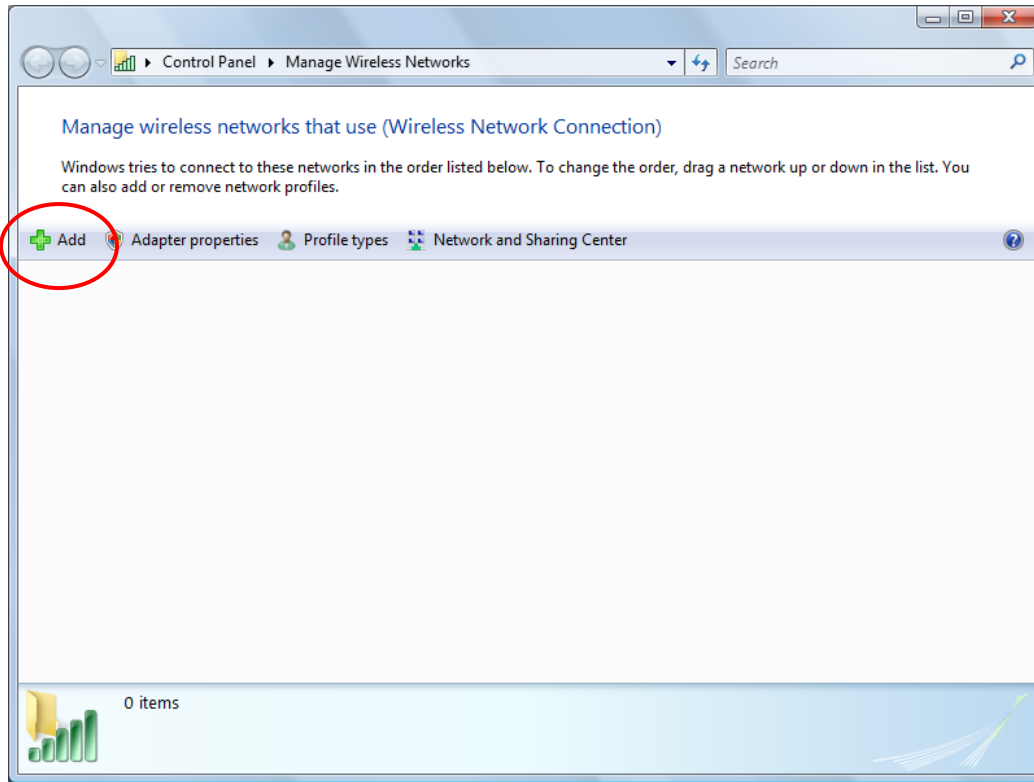 Control Panel Manage Wireless Networks Search
Manage wireless networks that use (Wireless Network Connection)
Windows tries to connect to these networks in the order listed below. To change the order, drag a network up or down in the list. You
can also add or remove network profiles.
Add Adapter properties Profile types Network and Sharing Center
0 items